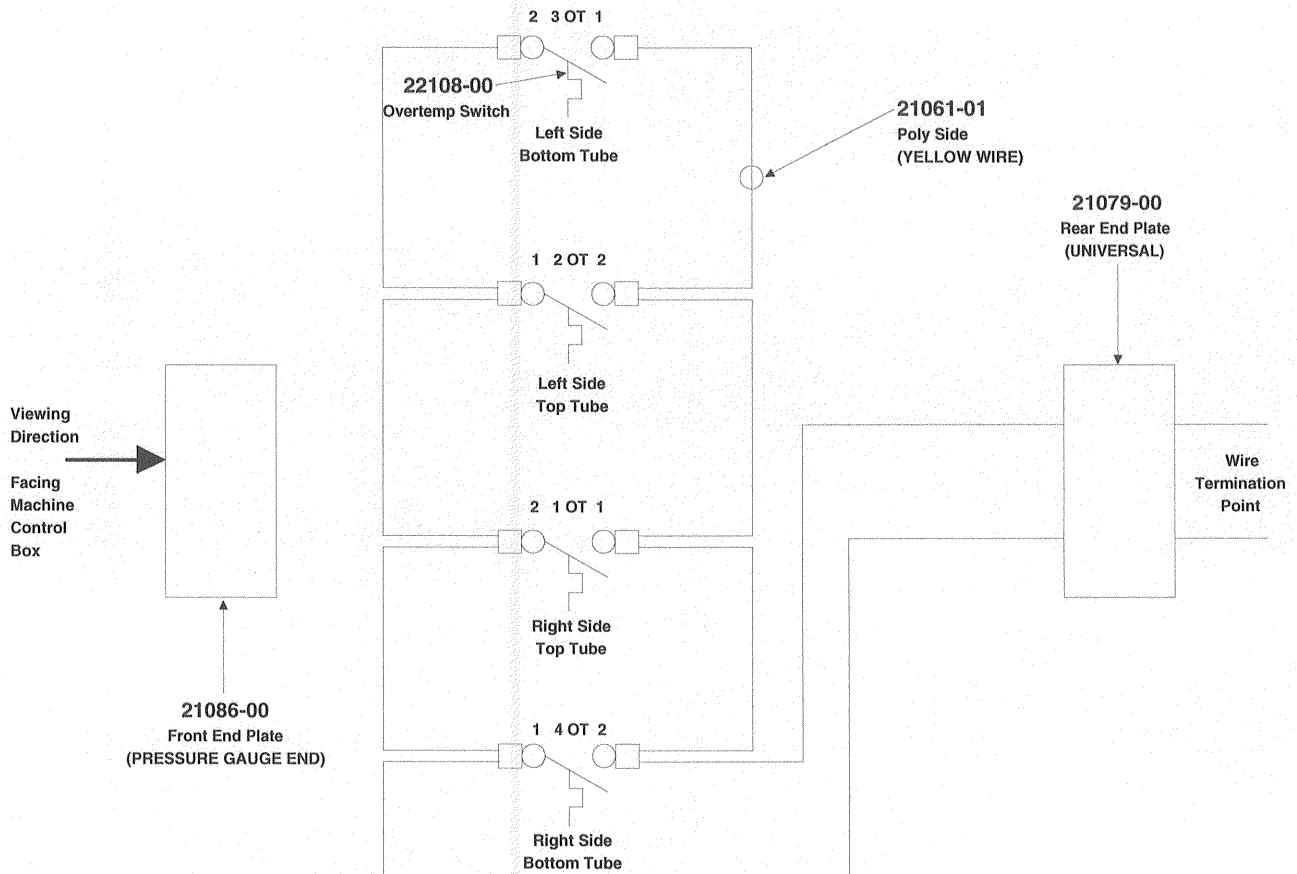 2 3 OT 1
22108-00
Overtemp Switch
Left Side
Bottom Tube
21061-01
Poly Side
(YELLOW WIRE)
21079-00
Rear End Plate
(UNIVERSAL)
1 2 OT 2
Left Side
Top Tube
Viewing
Direction
Facing
Machine
Control
Box
Wire
Termination
Point
2 1 OT 1
Right Side
Top Tube
21086-00
Front End Plate
(PRESSURE GAUGE END)
1 4 OT 2
Right Side
Bottom Tube